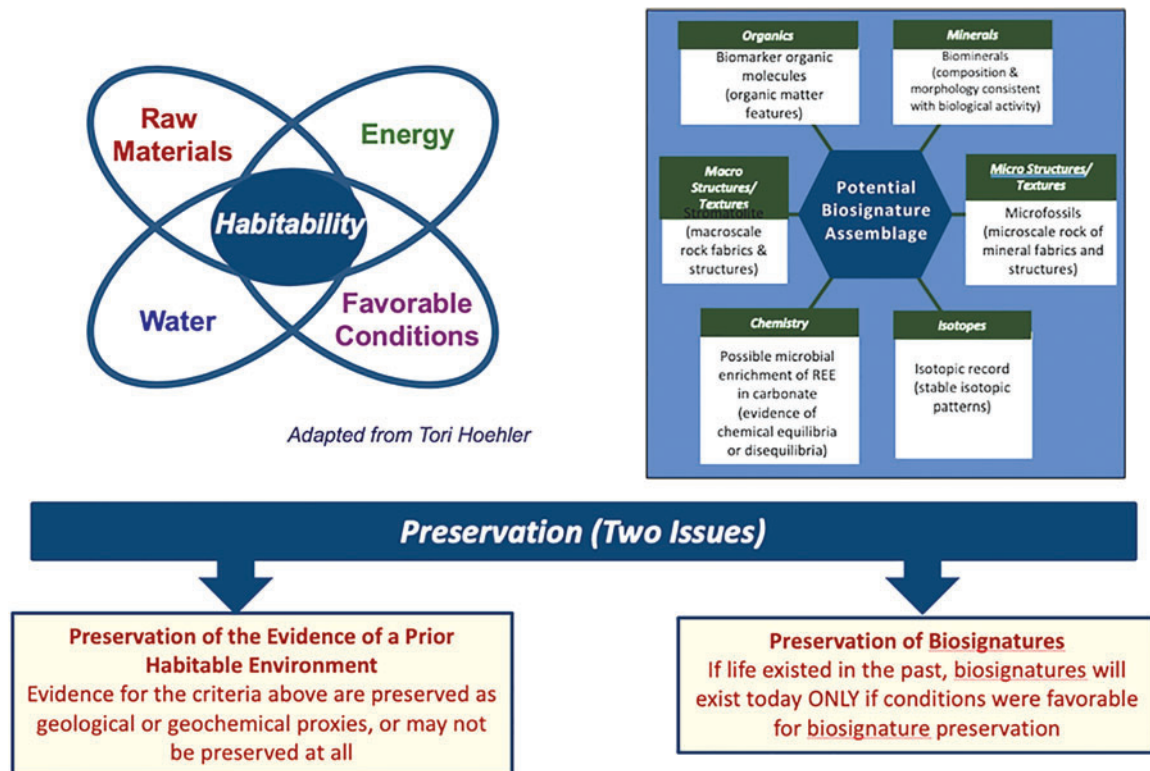 Raw
Materials
Energy
Habitability
Water
Favorable
Conditions
Adapted from Tori Hoehler
Organics
Biomarker organic
molecules
(organic matter
features)
Minerals
Biominerals
(composition &
morphology consistent
with biological activity)
Macro
Structures/
Textures
Stromatolite
(macroscale
rock fabrics &
structures)
Potential
Biosignature
Assemblage
Micro Structures/
Textures
Microfossils
(microscale rock of
mineral fabrics and
structures)
Chemistry
Possible microbial
enrichment of REE
in carbonate
(evidence of
chemical equilibria
or disequilibria)
Isotopes
Isotopic record
(stable isotopic
patterns)
Preservation (Two Issues)
Preservation of the Evidence of a Prior
Habitable Environment
Evidence for the criteria above are preserved as
geological or geochemical proxies, or may not
be preserved at all
Preservation of Biosignatures
If life existed in the past, biosignatures will
exist today ONLY if conditions were favorable
for biosignature preservation